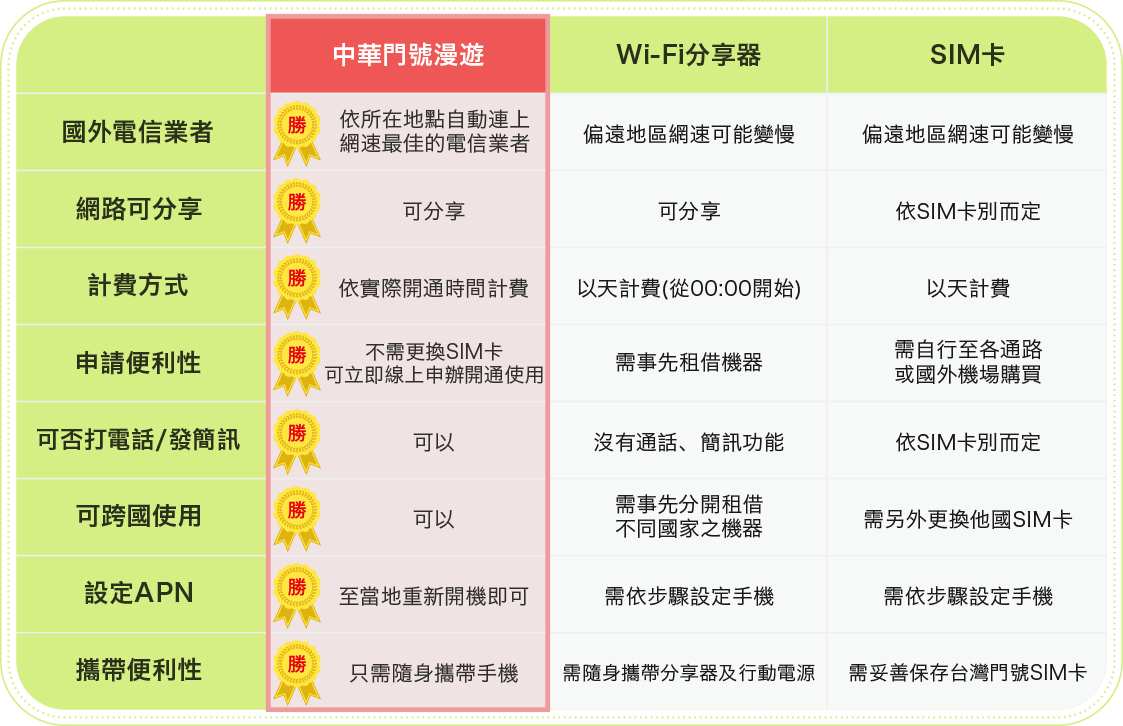 中華門號漫遊
Wi-Fi分享器
SIM卡
國外電信業者
勝
依所在地點自動連上
網速最佳的電信業者
偏遠地區網速可能變慢
偏遠地區網速可能變慢
網路可分享
勝
可分享
可分享
依SIM卡別而定
計費方式
勝
依實際開通時間計費
以天計費(從00:00開始)
以天計費
申請便利性
勝
不需更換SIM卡
可立即線上申辦開通使用
需事先租借機器
需自行至各通路
或國外機場購買
可否打電話/發簡訊
勝
可以
沒有通話、簡訊功能
依SIM卡別而定
可跨國使用
勝
可以
需事先分開租借
不同國家之機器
需另外更換他國SIM卡
設定APN
勝
至當地重新開機即可
需依步驟設定手機
需依步驟設定手機
攜帶便利性
勝
只需隨身攜帶手機
需隨身攜帶分享器及行動電源
需妥善保存台灣門號SIM卡